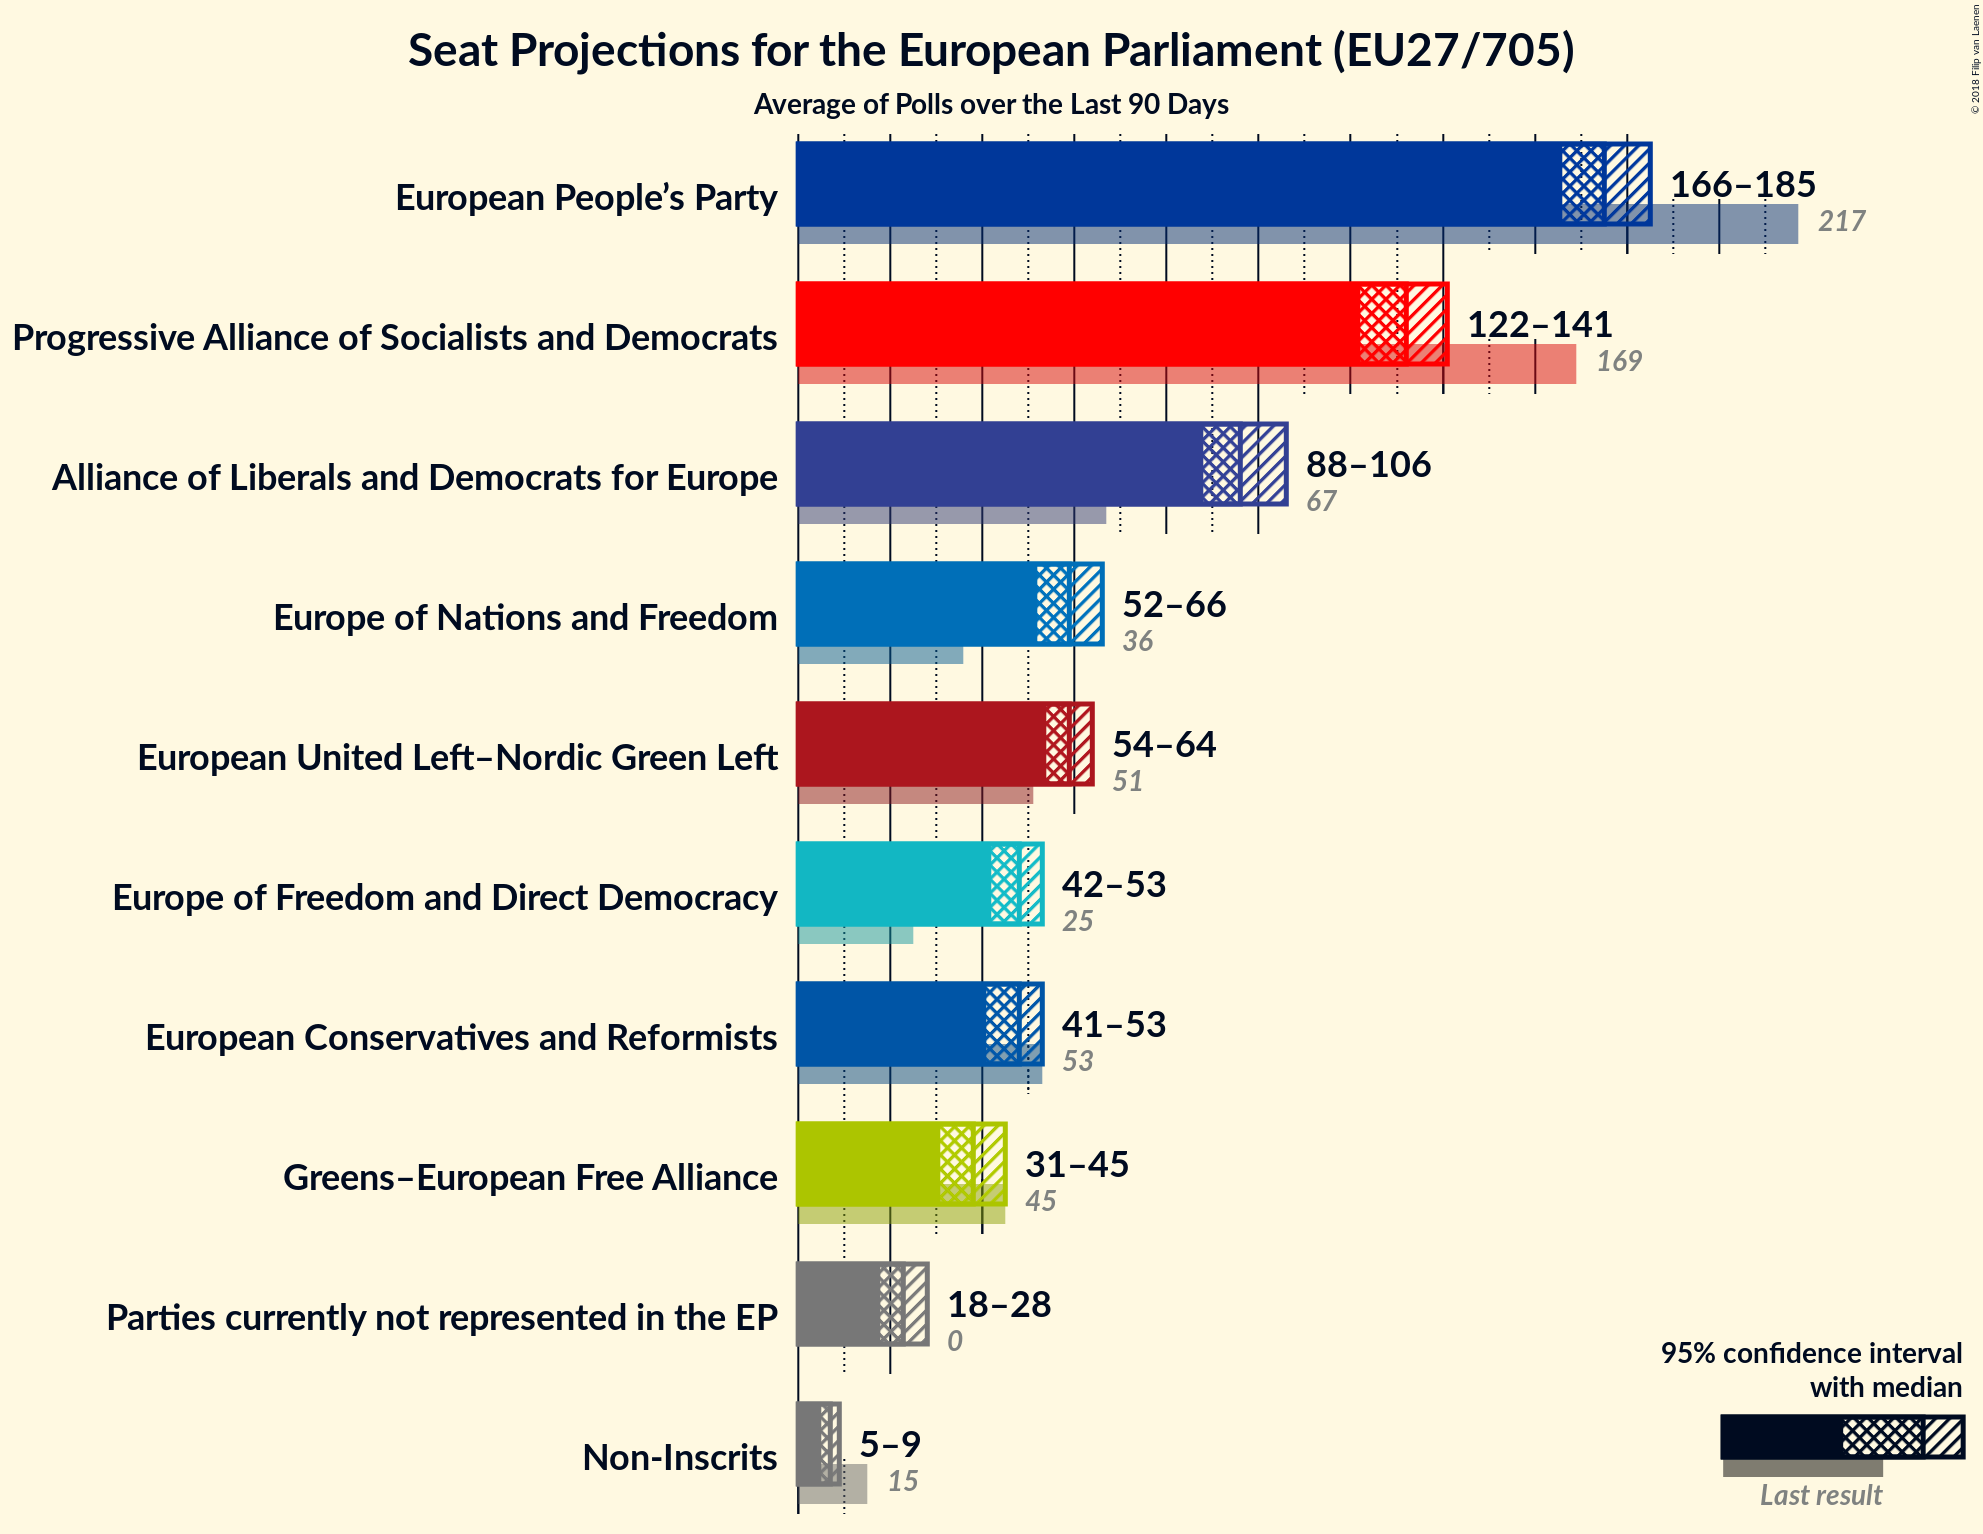 Seat Projections for the European Parliament (EU27/705)
Average of Polls over the Last 90 Days
© 2018 Filip van Laenen
European People’s Party
166–185
217
Progressive Alliance of Socialists and Democrats
122–141
169
Alliance of Liberals and Democrats for Europe
88–106
67
Europe of Nations and Freedom
52–66
36
European United Left–Nordic Green Left
54–64
51
Europe of Freedom and Direct Democracy
42–53
25
European Conservatives and Reformists
41–53
53
Greens–European Free Alliance
31–45
45
Parties currently not represented in the EP
18–28
0
Non-Inscrits
5–9
15
95% confidence interval
with median
Last result